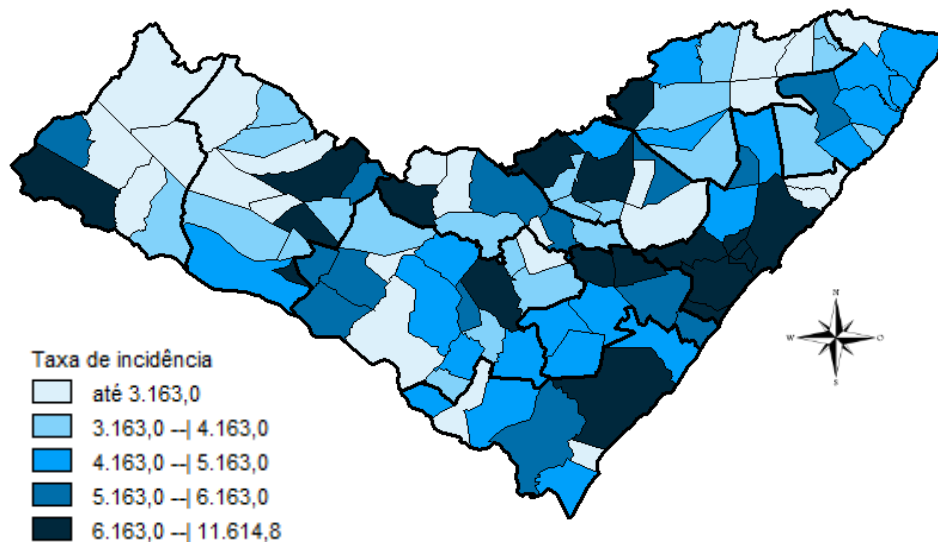 N
W
O
S
Taxa de incidência
até 3.163,0
3.163,0 --| 4.163,0
4.163,0 --| 5.163,0
5.163,0 --| 6.163,0
6.163,0 --| 11.614,8